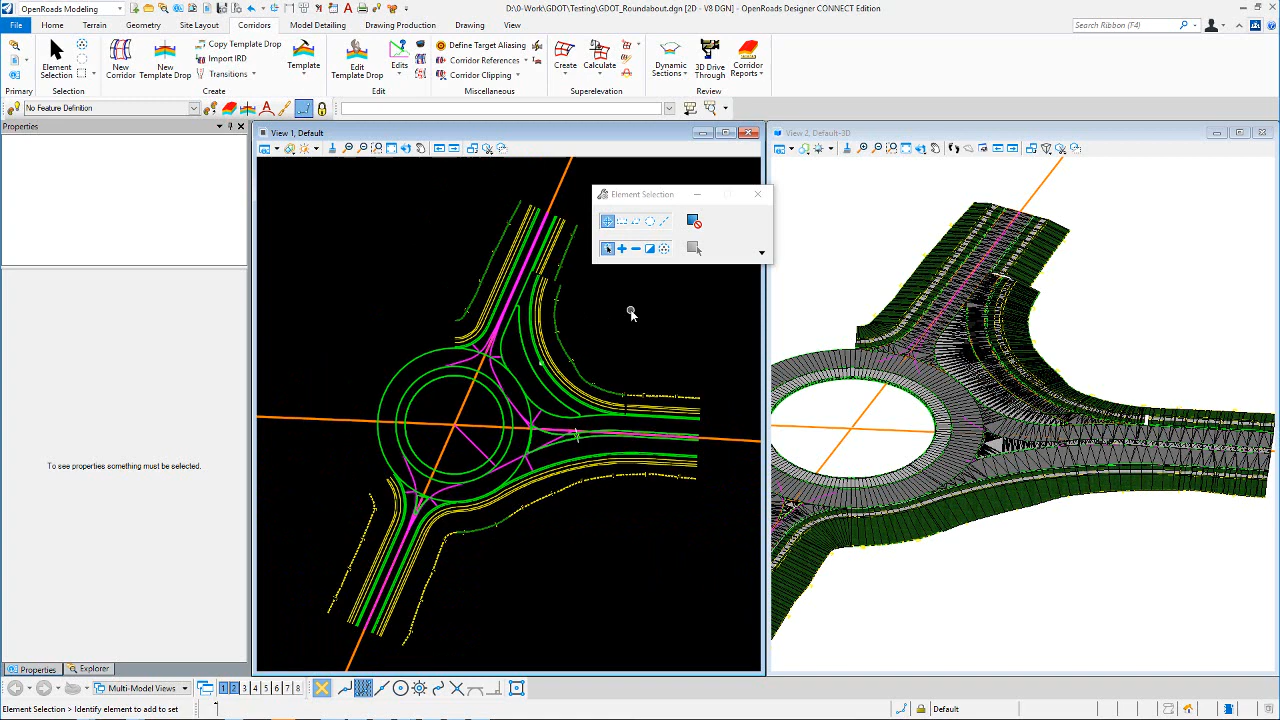 OpenRoads Modeling
D:\0-Work\GDOT\Testing\GDOT_Roundabout.dgn [2D - V8 DGN] - OpenRoads Designer CONNECT Edition
File Home Terrain Geometry Site Layout Corridors Model Detailing Drawing Production Drawing View
Search Ribbon (F4)
Element Selection
New Corridor
New Template Drop
Copy Template Drop
Import IRD
Transitions
Template
Edit Template Drop
Edits
Define Target Aliasing
Corridor References
Corridor Clipping
Create
Calculate
Dynamic Sections
3D Drive Through
Corridor Reports
Primary Selection Create Edit Miscellaneous Superelevation Review
No Feature Definition
Properties
View 1, Default
View 2, Default-3D
Element Selection
To see properties something must be selected.
Properties Explorer
Multi-Model Views
1 2 3 4 5 6 7 8
Element Selection > Identify element to add to set
Default